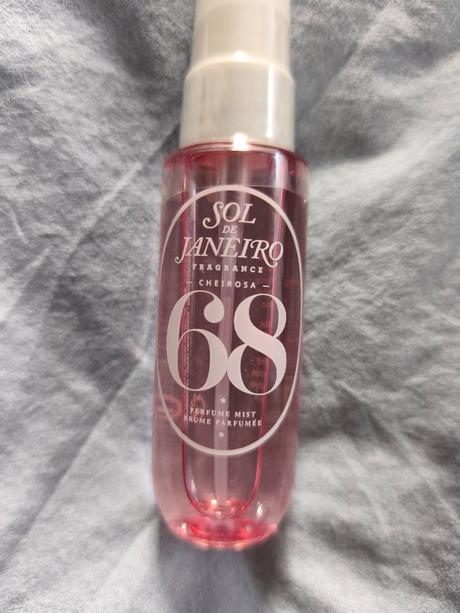 SOL
DE
JANEIRO
FRAGRANCE
— CHEIROSA —
68
*
PERFUME MIST
BRUME PARFUMÉE
*